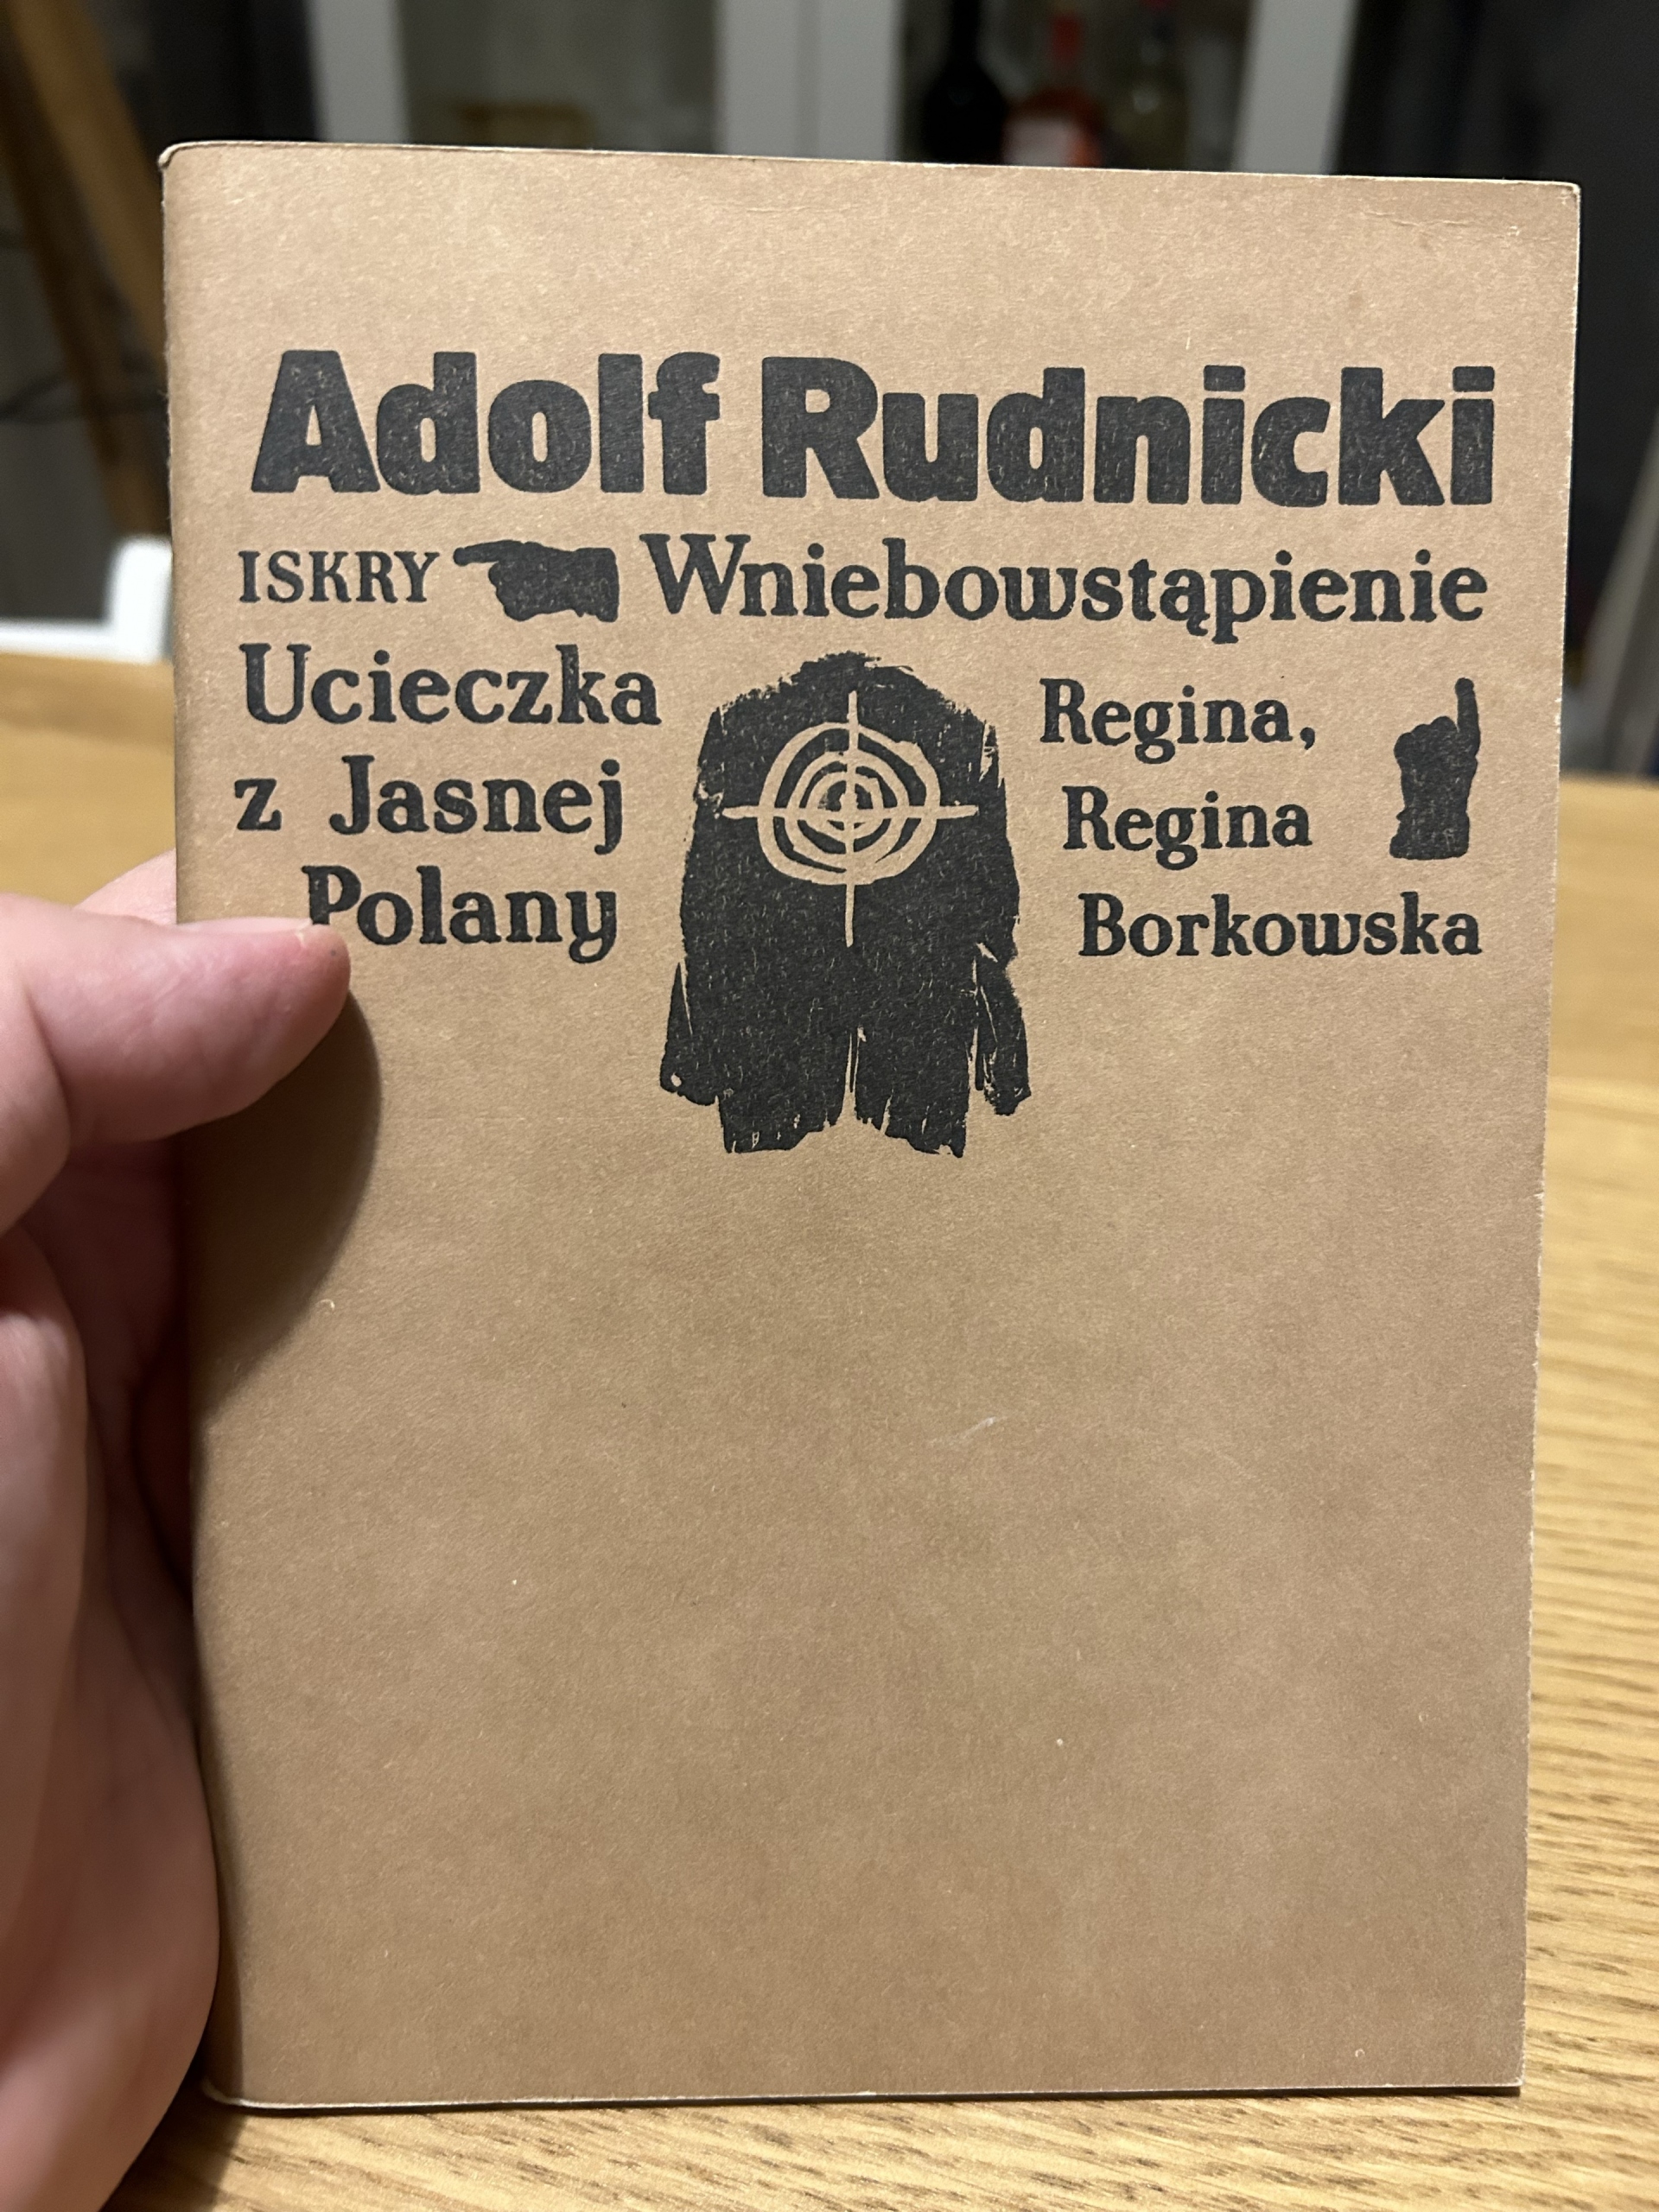 Adolf Rudnicki
ISKRY Wniebowstąpienie
Ucieczka
z Jasnej
Polany
Regina,
Regina
Borkowska